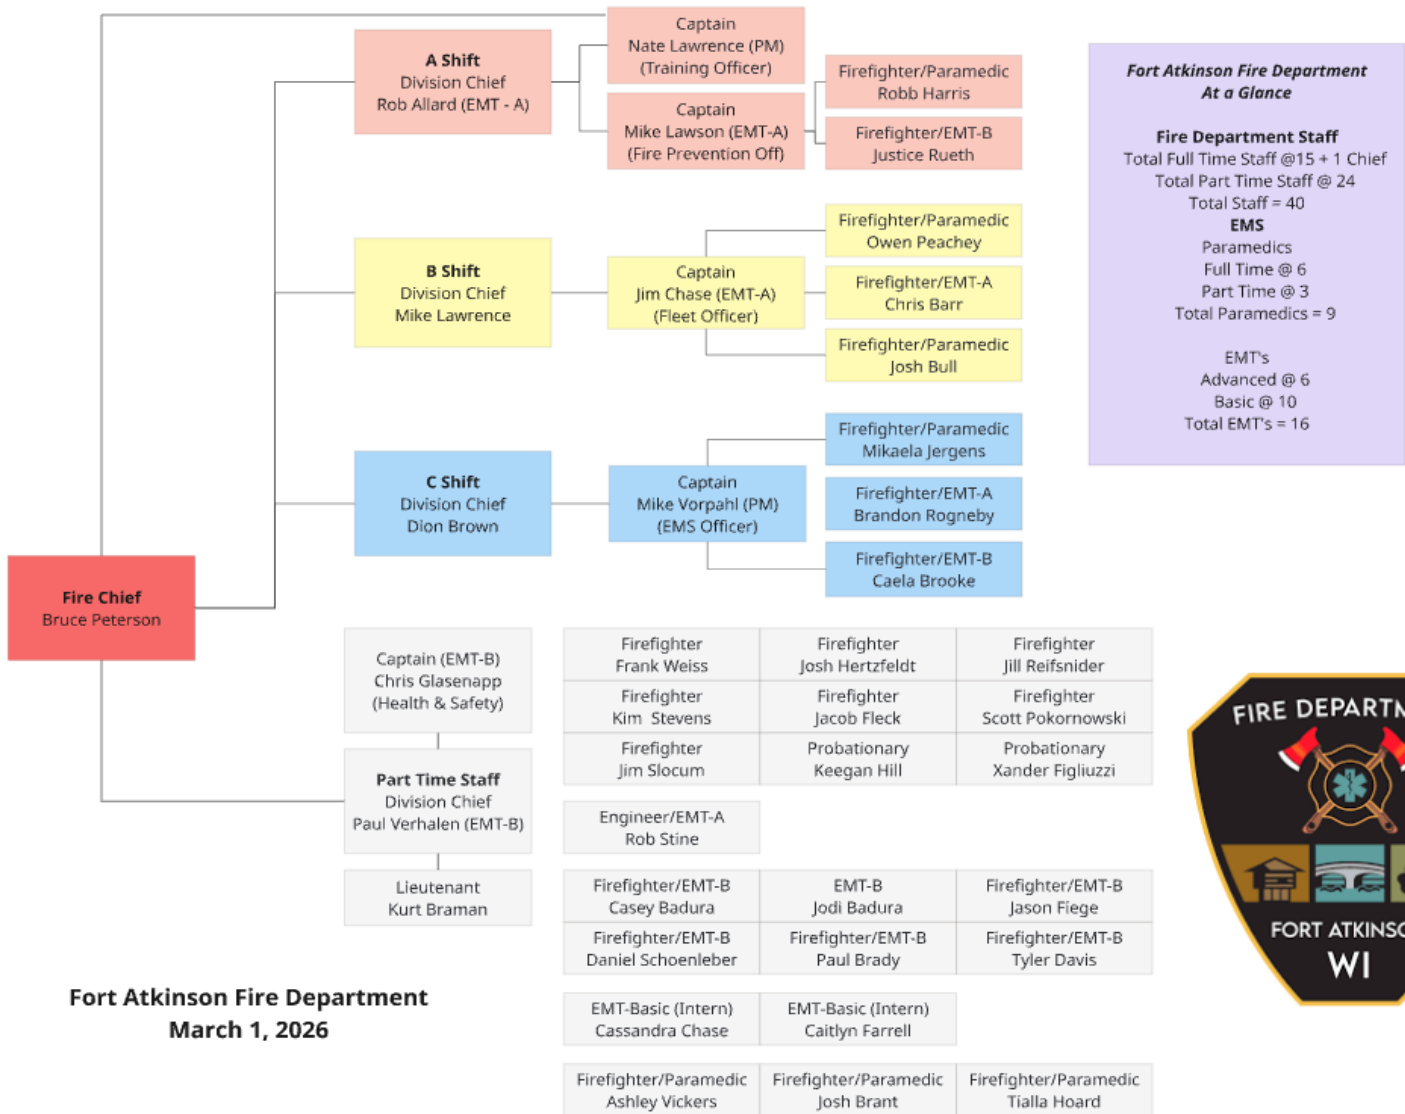 Captain
Nate Lawrence (PM)
(Training Officer)
A Shift
Division Chief
Rob Allard (EMT - A)
Captain
Mike Lawson (EMT-A)
(Fire Prevention Off)
Firefighter/Paramedic
Robb Harris
Firefighter/EMT-B
Justice Rueth
Fort Atkinson Fire Department
At a Glance
Fire Department Staff
Total Full Time Staff @15 + 1 Chief
Total Part Time Staff @ 24
Total Staff = 40
EMS
Paramedics
Full Time @ 6
Part Time @ 3
Total Paramedics = 9
EMT's
Advanced @ 6
Basic @ 10
Total EMT's = 16
B Shift
Division Chief
Mike Lawrence
Captain
Jim Chase (EMT-A)
(Fleet Officer)
Firefighter/Paramedic
Owen Peachey
Firefighter/EMT-A
Chris Barr
Firefighter/Paramedic
Josh Bull
C Shift
Division Chief
Dion Brown
Captain
Mike Vorpahl (PM)
(EMS Officer)
Firefighter/Paramedic
Mikaela Jergens
Firefighter/EMT-A
Brandon Rogneby
Firefighter/EMT-B
Caela Brooke
Fire Chief
Bruce Peterson
Captain (EMT-B)
Chris Glasenapp
(Health & Safety)
Part Time Staff
Division Chief
Paul Verhalen (EMT-B)
Lieutenant
Kurt Braman
Firefighter
Frank Weiss
Firefighter
Josh Hertzfeldt
Firefighter
Jill Reifsnider
Firefighter
Kim Stevens
Firefighter
Jacob Fleck
Firefighter
Scott Pokornowski
Firefighter
Jim Slocum
Probationary
Keegan Hill
Probationary
Xander Figliuzzi
Engineer/EMT-A
Rob Stine
Firefighter/EMT-B
Casey Badura
EMT-B
Jodi Badura
Firefighter/EMT-B
Jason Fiege
Firefighter/EMT-B
Daniel Schoenleber
Firefighter/EMT-B
Paul Brady
Firefighter/EMT-B
Tyler Davis
EMT-Basic (Intern)
Cassandra Chase
EMT-Basic (Intern)
Caitlyn Farrell
Firefighter/Paramedic
Ashley Vickers
Firefighter/Paramedic
Josh Brant
Firefighter/Paramedic
Tialla Hoard
Fort Atkinson Fire Department
March 1, 2026
FIRE DEPARTM
FORT ATKINSO
WI